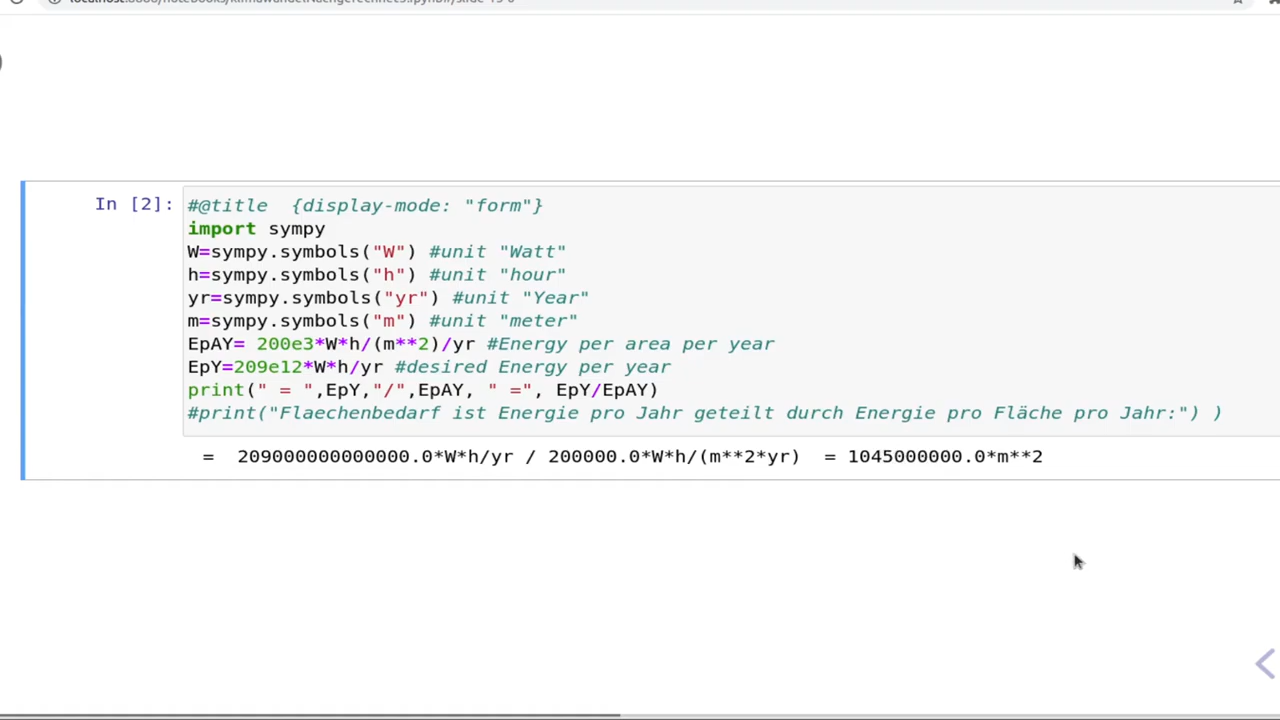 In [2]:
#@title {display-mode: "form"}
import sympy
W=sympy.symbols("W") #unit "Watt"
h=sympy.symbols("h") #unit "hour"
yr=sympy.symbols("yr") #unit "Year"
m=sympy.symbols("m") #unit "meter"
EpAY= 200e3*W*h/(m**2)/yr #Energy per area per year
EpY=209e12*W*h/yr #desired Energy per year
print(" = ",EpY,"/",EpAY, " =", EpY/EpAY)
#print("Flaechenbedarf ist Energie pro Jahr geteilt durch Energie pro Fläche pro Jahr:") )
= 209000000000000.0*W*h/yr / 200000.0*W*h/(m**2*yr) = 1045000000.0*m**2